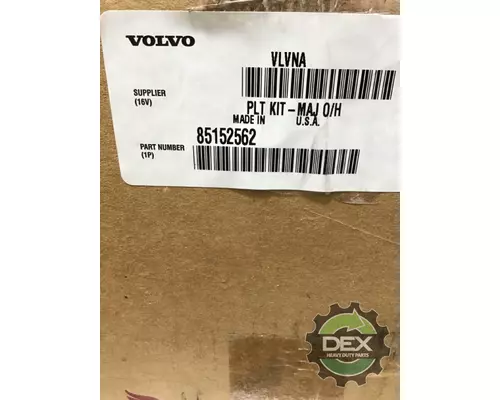 VOLVO
VLVNA
SUPPLIER
(16V)
PLT KIT-MAJ O/H
MADE IN U.S.A.
85152562
PART NUMBER
(1P)
DEX
HEAVY DUTY PARTS